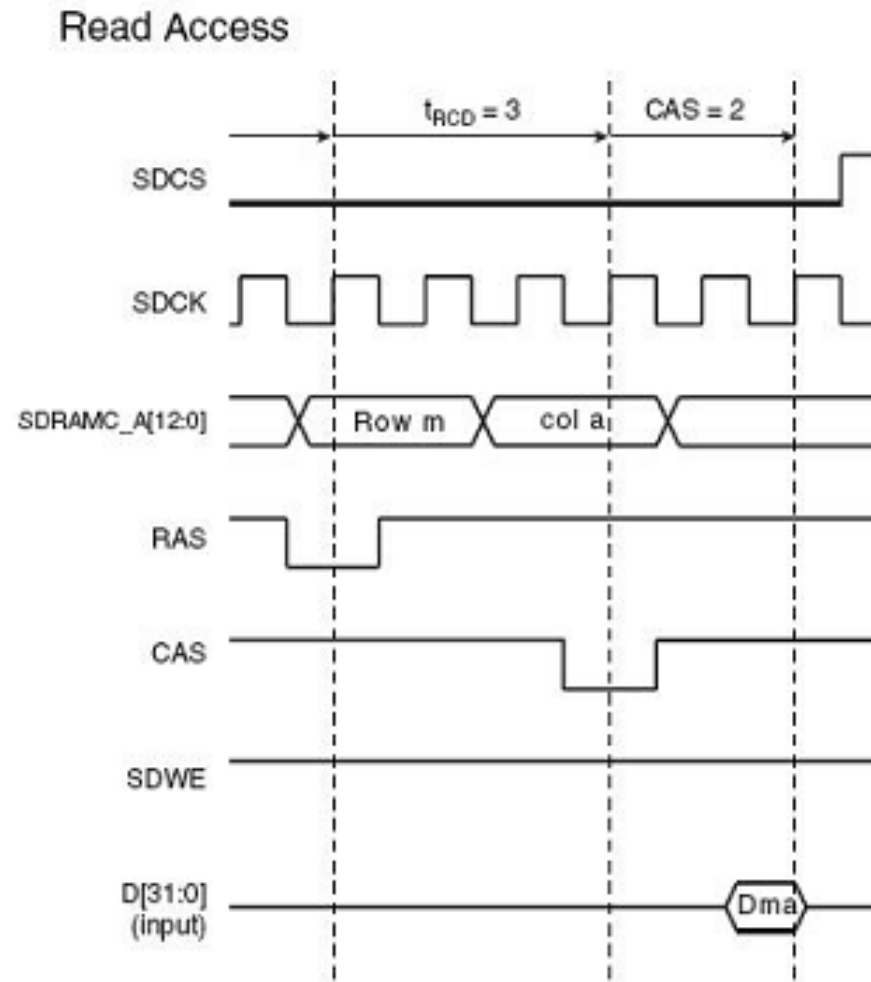 Read Access
t_RCD = 3
CAS = 2
SDCS
SDCK
SDRAMC_A[12:0]
Row m
col a
RAS
CAS
SDWE
D[31:0]
(input)
Dma